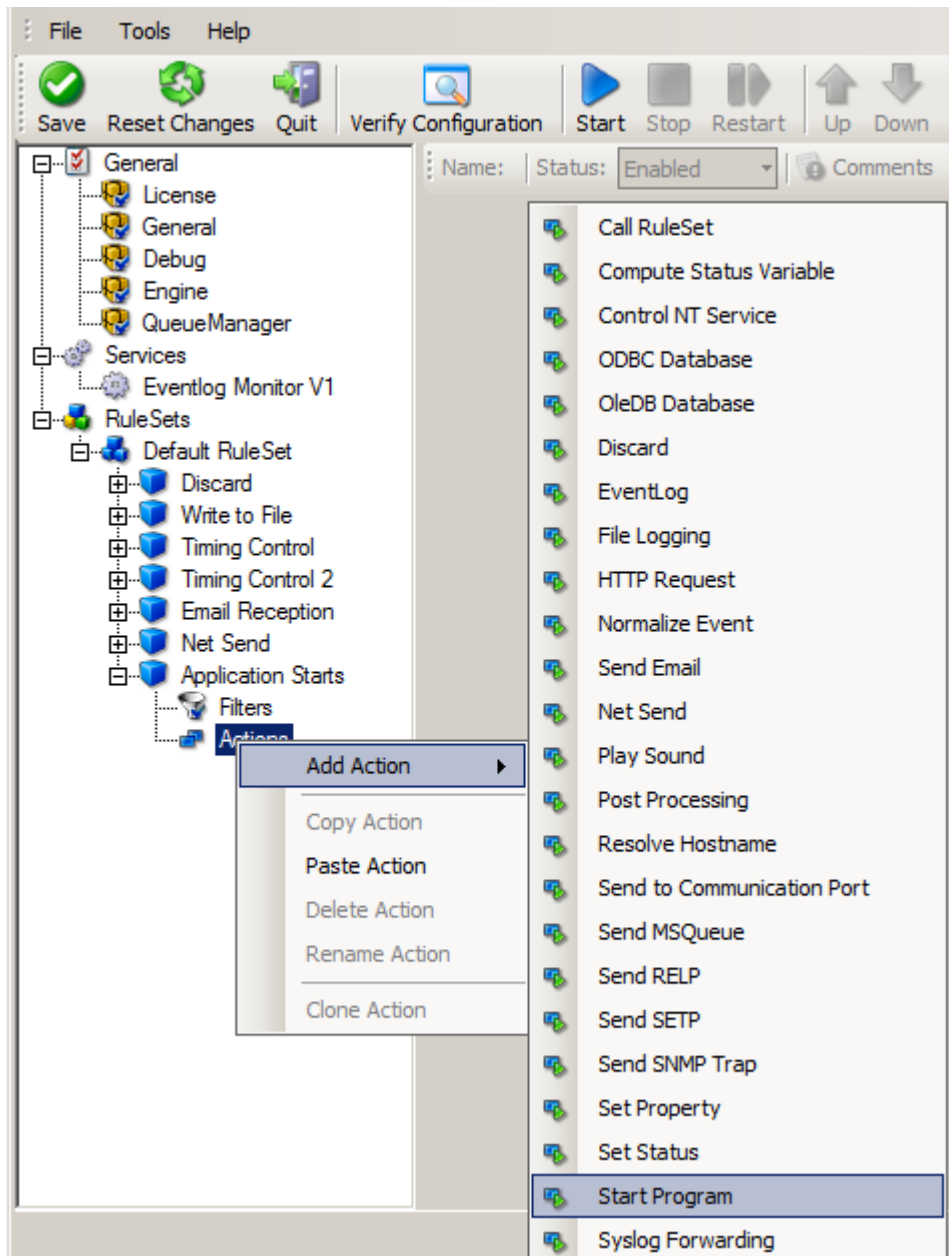 File Tools Help
Save Reset Changes Quit Verify Configuration Start Stop Restart Up Down
Name: Status: Enabled Comments
General
License
General
Debug
Engine
QueueManager
Services
Eventlog Monitor V1
RuleSets
Default RuleSet
Discard
Write to File
Timing Control
Timing Control 2
Email Reception
Net Send
Application Starts
Filters
Actions
Add Action
Copy Action
Paste Action
Delete Action
Rename Action
Clone Action
Call RuleSet
Compute Status Variable
Control NT Service
ODBC Database
OleDB Database
Discard
EventLog
File Logging
HTTP Request
Normalize Event
Send Email
Net Send
Play Sound
Post Processing
Resolve Hostname
Send to Communication Port
Send MSQueue
Send RELP
Send SETP
Send SNMP Trap
Set Property
Set Status
Start Program
Syslog Forwarding